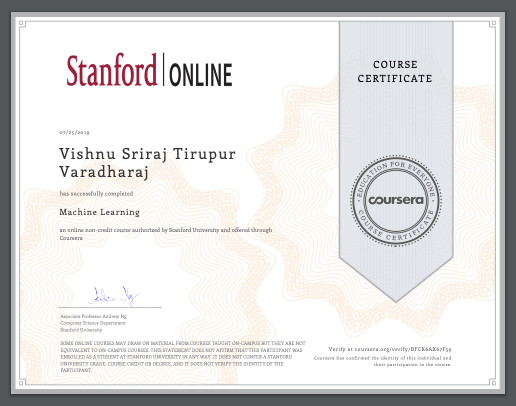 Stanford | ONLINE
COURSE
CERTIFICATE
07/25/2019
Vishnu Sriraj Tirupur
Varadharaj
has successfully completed
Machine Learning
an online non-credit course authorized by Stanford University and offered through
Coursera
EDUCATION FOR EVERYONE
coursera
COURSE CERTIFICATE
Associate Professor Andrew Ng
Computer Science Department
Stanford University
SOME ONLINE COURSES MAY DRAW ON MATERIAL FROM COURSES TAUGHT ON-CAMPUS BUT THEY ARE NOT
EQUIVALENT TO ON-CAMPUS COURSES. THIS STATEMENT DOES NOT AFFIRM THAT THIS PARTICIPANT WAS
ENROLLED AS A STUDENT AT STANFORD UNIVERSITY IN ANY WAY. IT DOES NOT CONFER A STANFORD
UNIVERSITY GRADE, COURSE CREDIT OR DEGREE, AND IT DOES NOT VERIFY THE IDENTITY OF THE
PARTICIPANT.
Verify at coursera.org/verify/BFCK6AX67F59
Coursera has confirmed the identity of this individual and
their participation in the course.